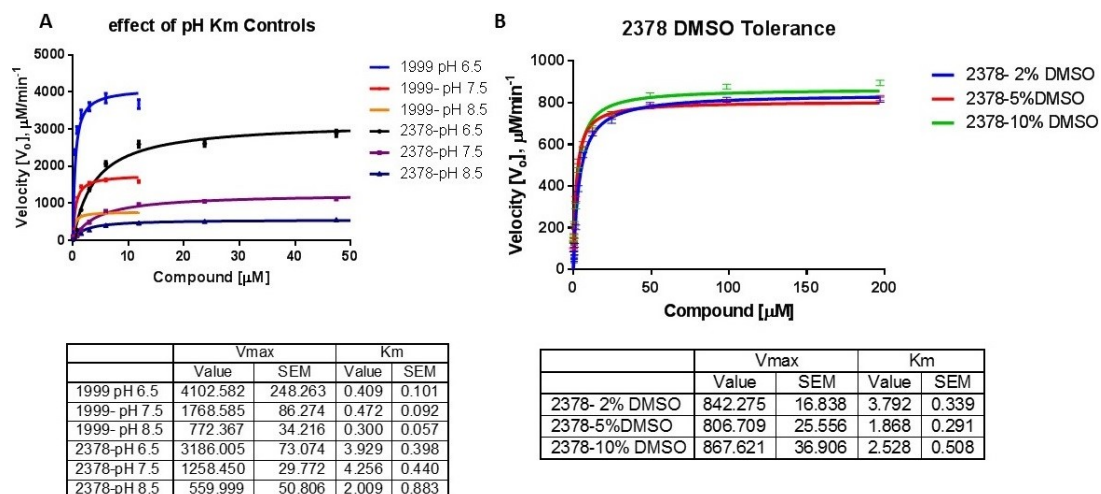 A
effect of pH Km Controls
Velocity [Vo], µM/min-1
5000
4000
3000
2000
1000
0
0 10 20 30 40 50
Compound [µM]
1999 pH 6.5
1999- pH 7.5
1999- pH 8.5
2378-pH 6.5
2378-pH 7.5
2378-pH 8.5
B
2378 DMSO Tolerance
Velocity [Vo], µM/min-1
1000
800
600
400
200
0
0 50 100 150 200
Compound [µM]
2378- 2% DMSO
2378-5%DMSO
2378-10% DMSO
Vmax Km
Value SEM Value SEM
1999 pH 6.5 4102.582 248.263 0.409 0.101
1999- pH 7.5 1768.585 86.274 0.472 0.092
1999- pH 8.5 772.367 34.216 0.300 0.057
2378-pH 6.5 3186.005 73.074 3.929 0.398
2378-pH 7.5 1258.450 29.772 4.256 0.440
2378-pH 8.5 559.999 50.806 2.009 0.883
Vmax Km
Value SEM Value SEM
2378- 2% DMSO 842.275 16.838 3.792 0.339
2378-5%DMSO 806.709 25.556 1.868 0.291
2378-10% DMSO 867.621 36.906 2.528 0.508